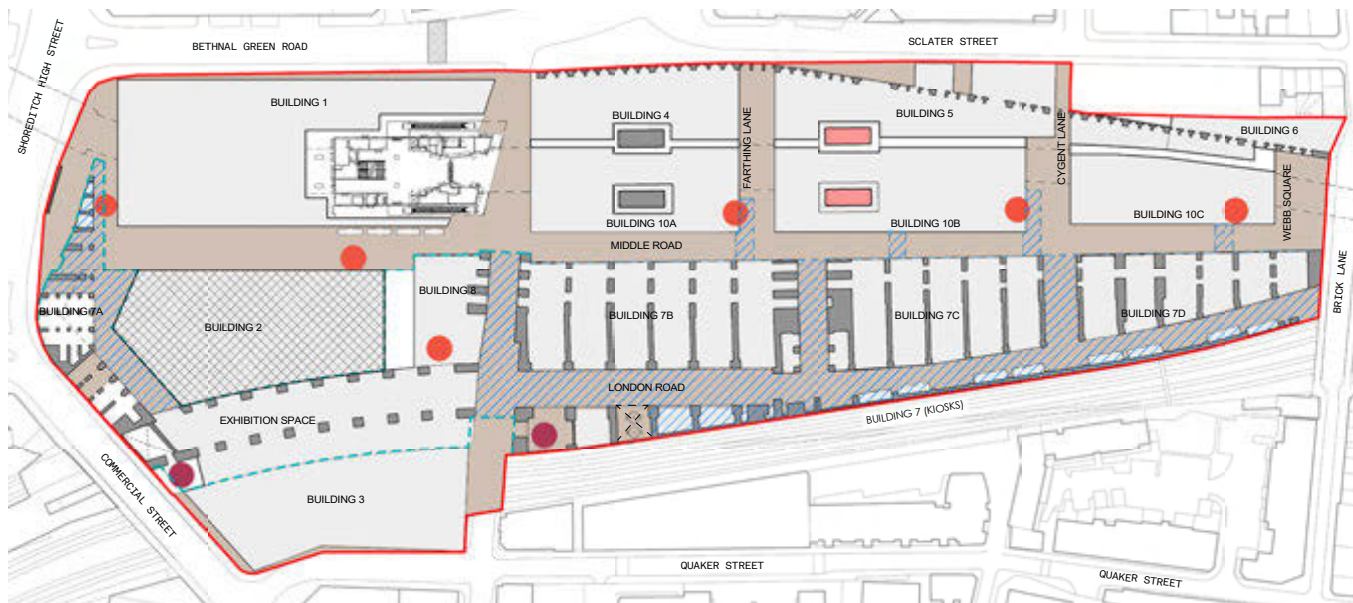 BETHNAL GREEN ROAD
SCLATER STREET
SHOREDITCH HIGH STREET
BUILDING 1
BUILDING 4
BUILDING 5
BUILDING 6
FARTHING LANE
CYGENT LANE
WEBB SQUARE
BUILDING 10A
BUILDING 10B
BUILDING 10C
MIDDLE ROAD
BRICK LANE
BUILDING 8
BUILDING 7A
BUILDING 2
BUILDING 7B
BUILDING 7C
BUILDING 7D
LONDON ROAD
BUILDING 7 (KIOSKS)
EXHIBITION SPACE
COMMERCIAL STREET
BUILDING 3
QUAKER STREET
QUAKER STREET